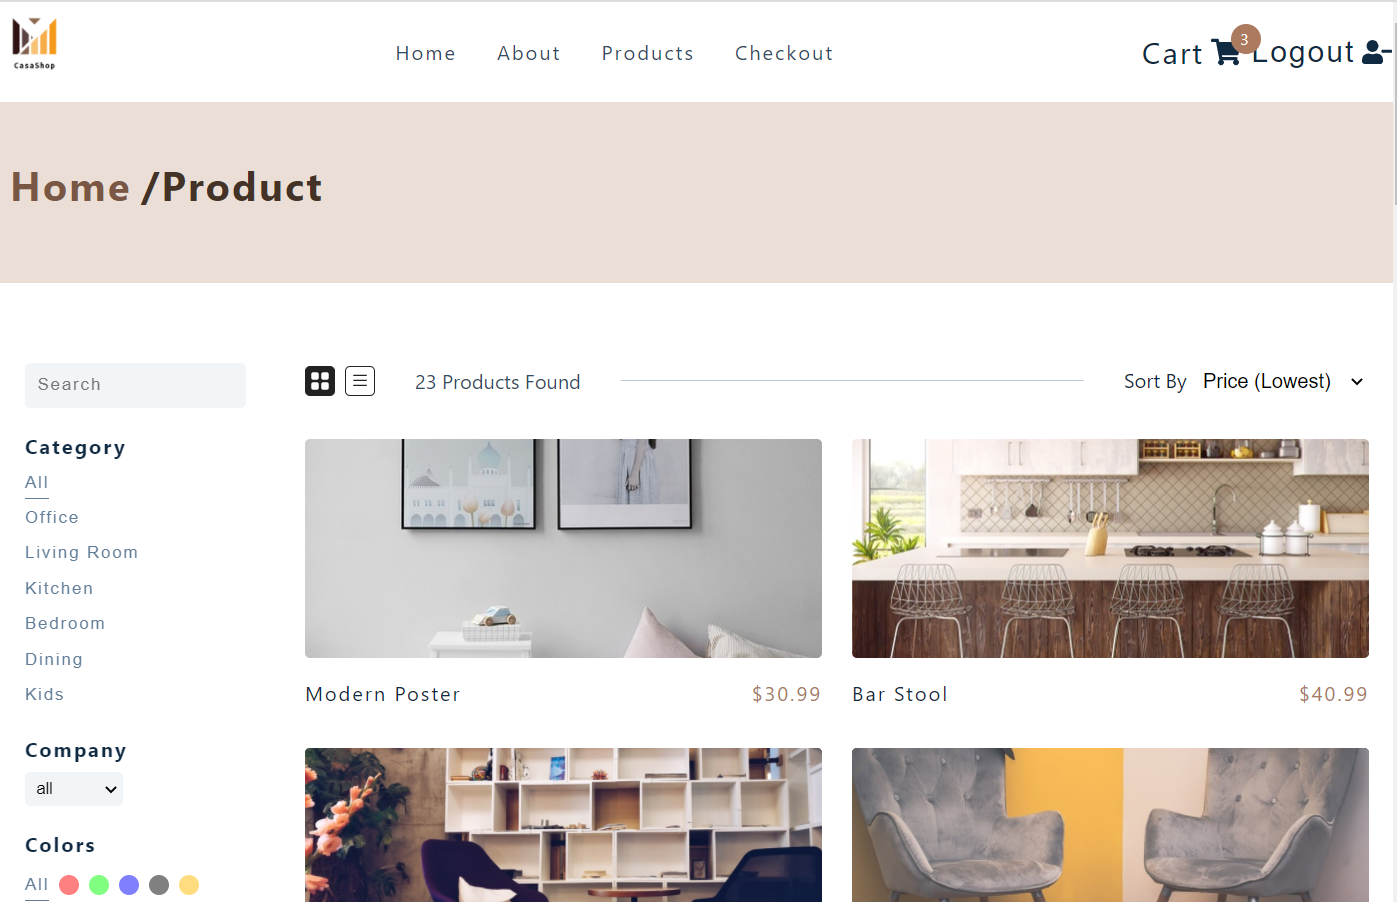 CasaShop
Home About Products Checkout
Cart 3 Logout
Home /Product
Search
23 Products Found
Sort By Price (Lowest)
Category
All
Office
Living Room
Kitchen
Bedroom
Dining
Kids
Company
all
Colors
All
Modern Poster $30.99
Bar Stool $40.99